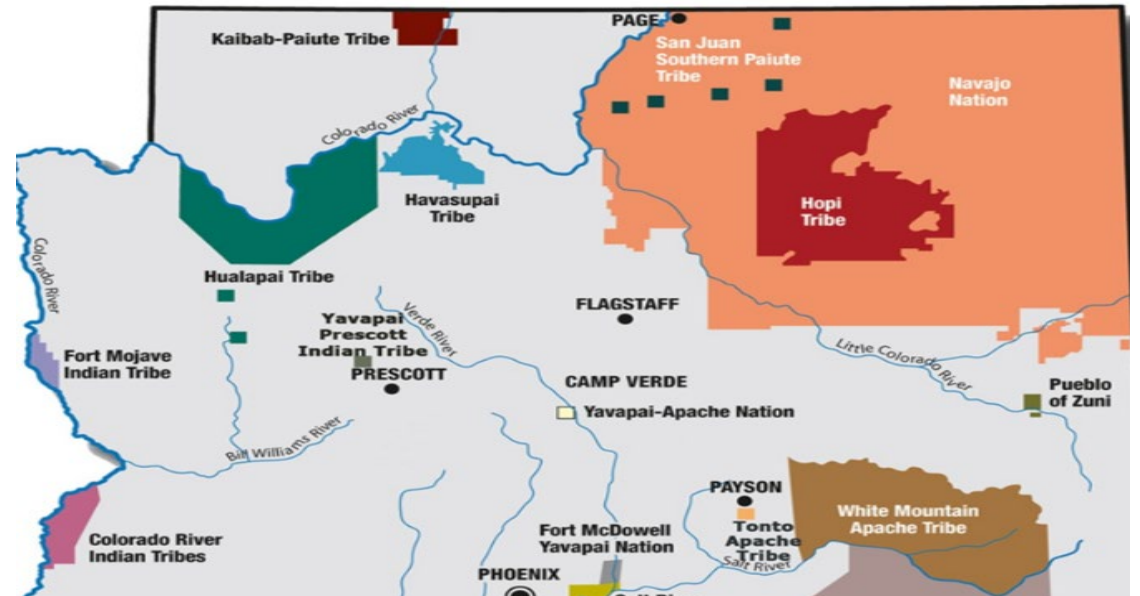 PAGE
Kaibab-Paiute Tribe
San Juan
Southern Paiute
Tribe
Navajo
Nation
Colorado River
Havasupai
Tribe
Hopi
Tribe
Colorado River
Hualapai Tribe
FLAGSTAFF
Verde River
Yavapai
Prescott
Indian Tribe
PRESCOTT
Fort Mojave
Indian Tribe
Little Colorado River
CAMP VERDE
Yavapai-Apache Nation
Pueblo
of Zuni
Bill Williams River
PAYSON
Tonto
Apache
Tribe
White Mountain
Apache Tribe
Colorado River
Indian Tribes
Fort McDowell
Yavapai Nation
Salt River
PHOENIX